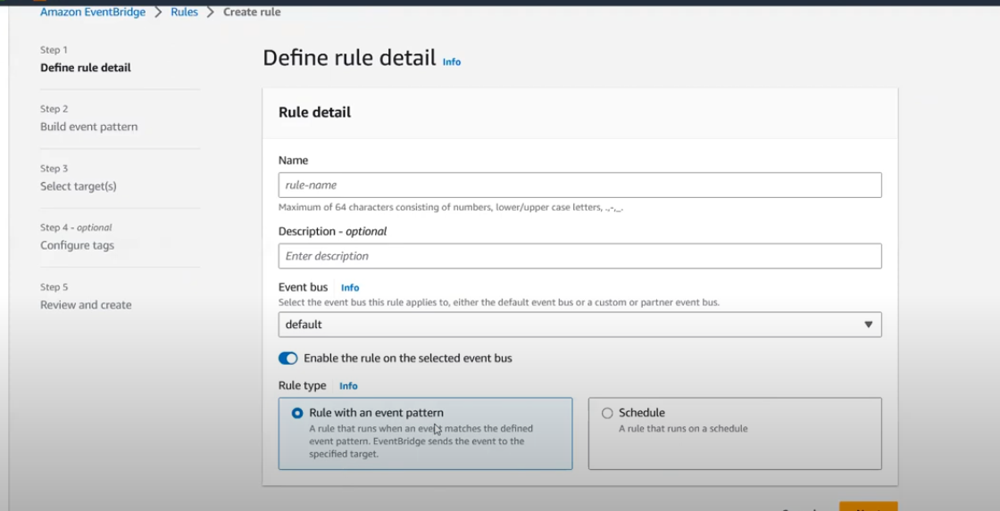 Amazon EventBridge > Rules > Create rule
Step 1
Define rule detail
Step 2
Build event pattern
Step 3
Select target(s)
Step 4 - optional
Configure tags
Step 5
Review and create
Define rule detail Info
Rule detail
Name
rule-name
Maximum of 64 characters consisting of numbers, lower/upper case letters, .,-,_.
Description - optional
Enter description
Event bus Info
Select the event bus this rule applies to, either the default event bus or a custom or partner event bus.
default
Enable the rule on the selected event bus
Rule type Info
Rule with an event pattern
A rule that runs when an event matches the defined
event pattern. EventBridge sends the event to the
specified target.
Schedule
A rule that runs on a schedule